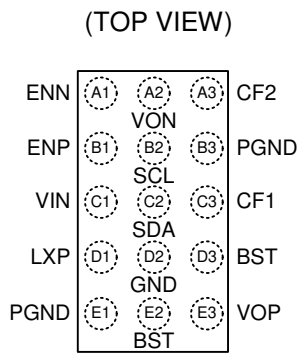 (TOP VIEW)
ENN A1 A2 A3 CF2
VON
ENP B1 B2 B3 PGND
SCL
VIN C1 C2 C3 CF1
SDA
LXP D1 D2 D3 BST
GND
PGND E1 E2 E3 VOP
BST